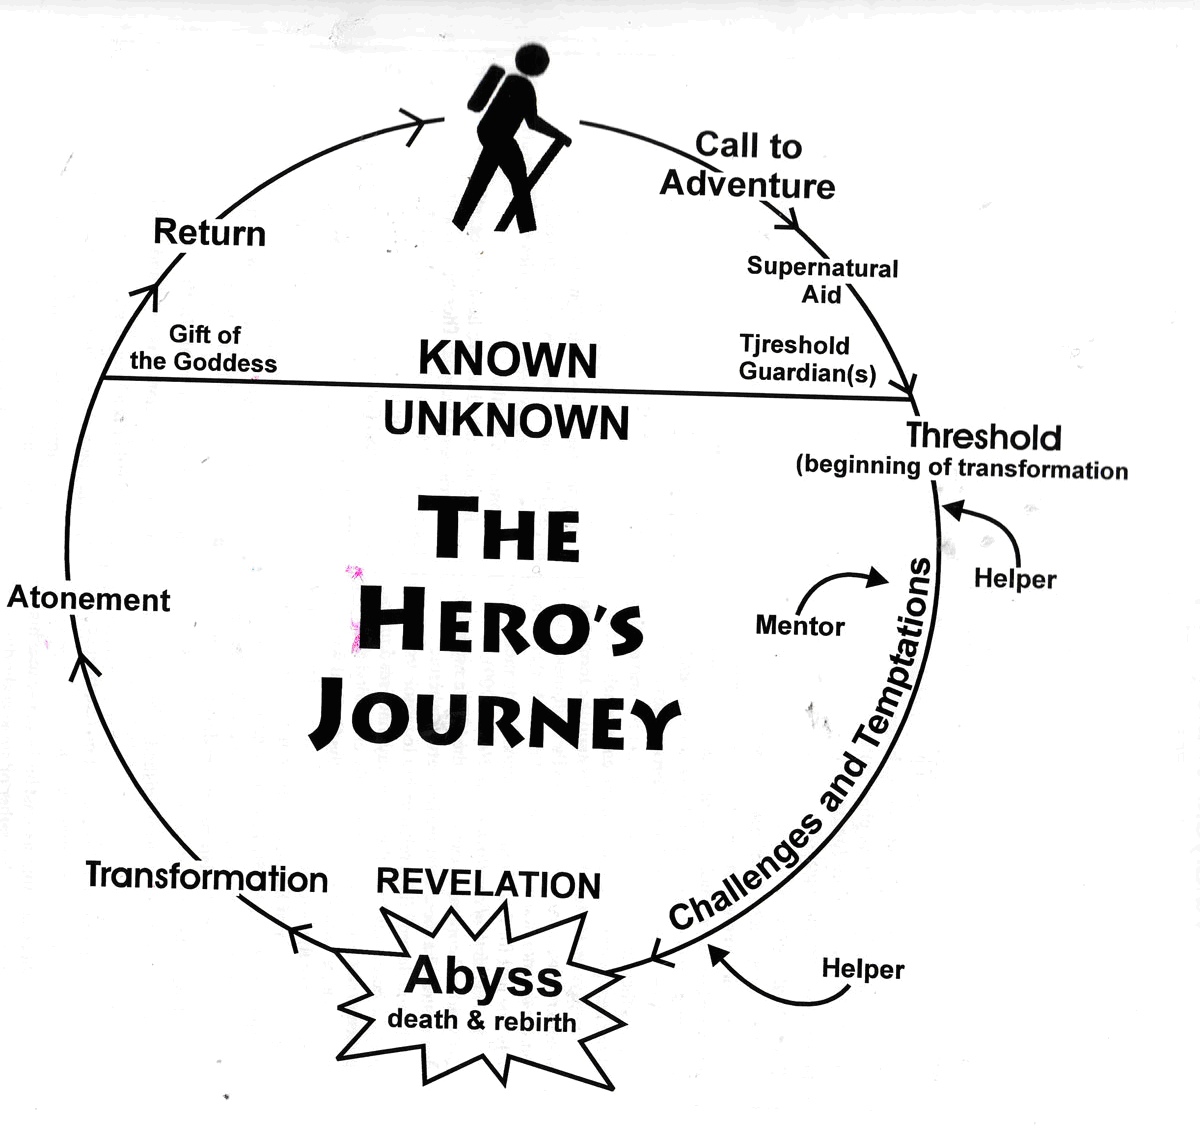 Call to
Adventure
Supernatural
Aid
Tjreshold
Guardian(s)
Return
Gift of
the Goddess
KNOWN
UNKNOWN
Threshold
(beginning of transformation
THE
HERO'S
JOURNEY
Helper
Mentor
Challenges and Temptations
Helper
REVELATION
Abyss
death & rebirth
Transformation
Atonement